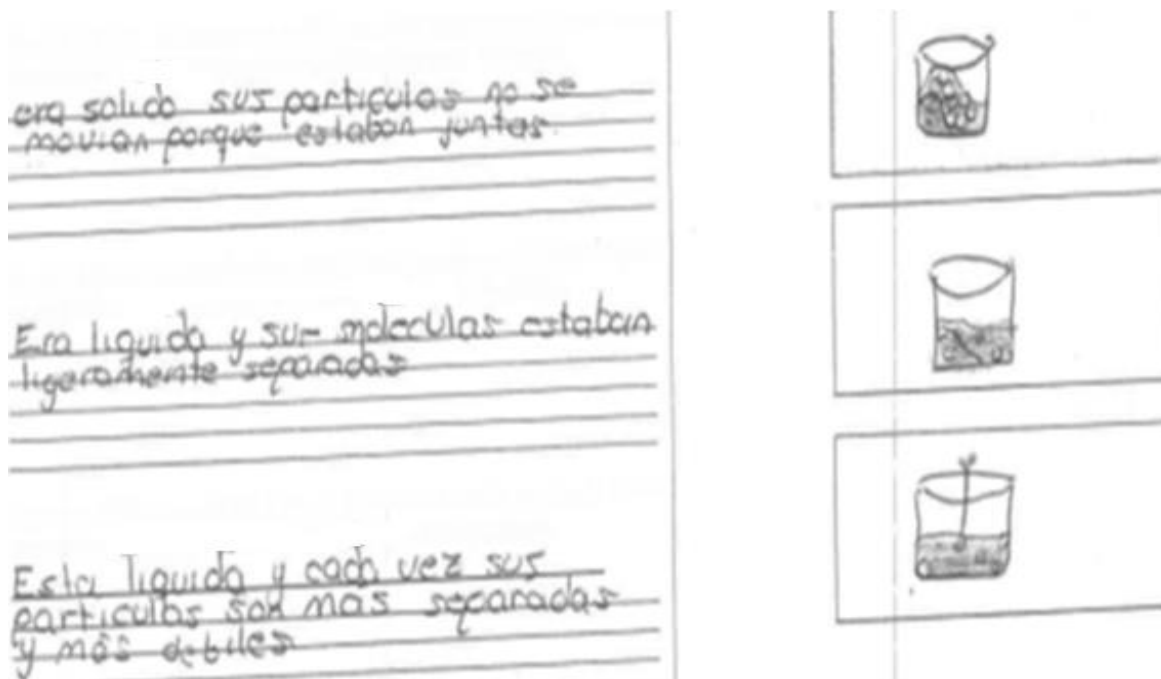 era solido sus particulas no se
movian porque estaban juntas.
Era liquida y sus moleculas estaban
ligeramente separadas
Esta liquida y cada vez sus
particulas son mas separadas
y más debiles